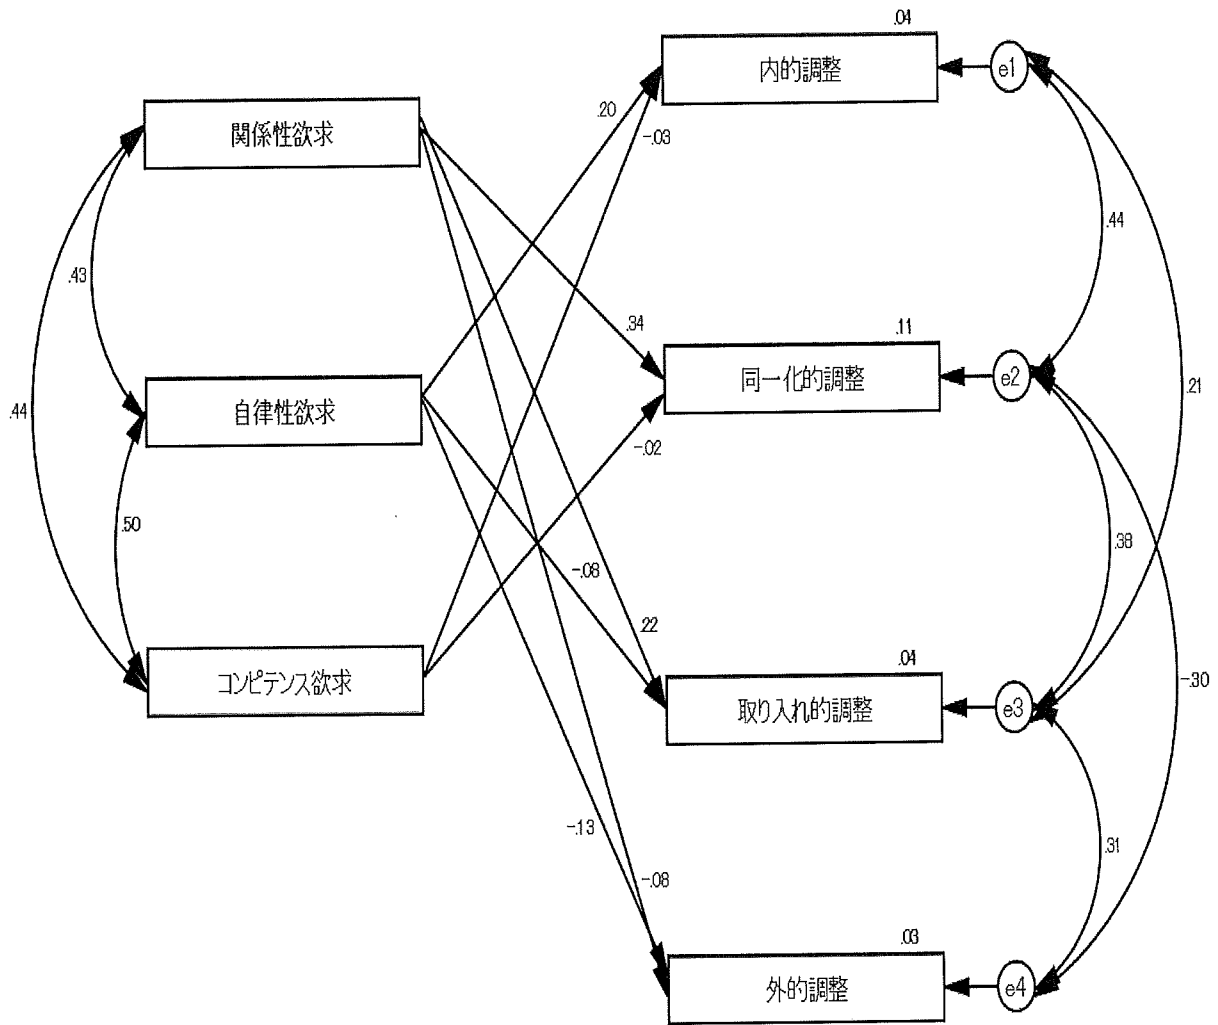 .04
内的調整
e1
.20
-.03
関係性欲求
.44
.43
.34
.11
同一化的調整
e2
.21
.44
自律性欲求
-.02
.50
.38
-.08
.22
.04
コンピテンス欲求
取り入れ的調整
e3
-.30
-.13
.31
-.08
.03
外的調整
e4